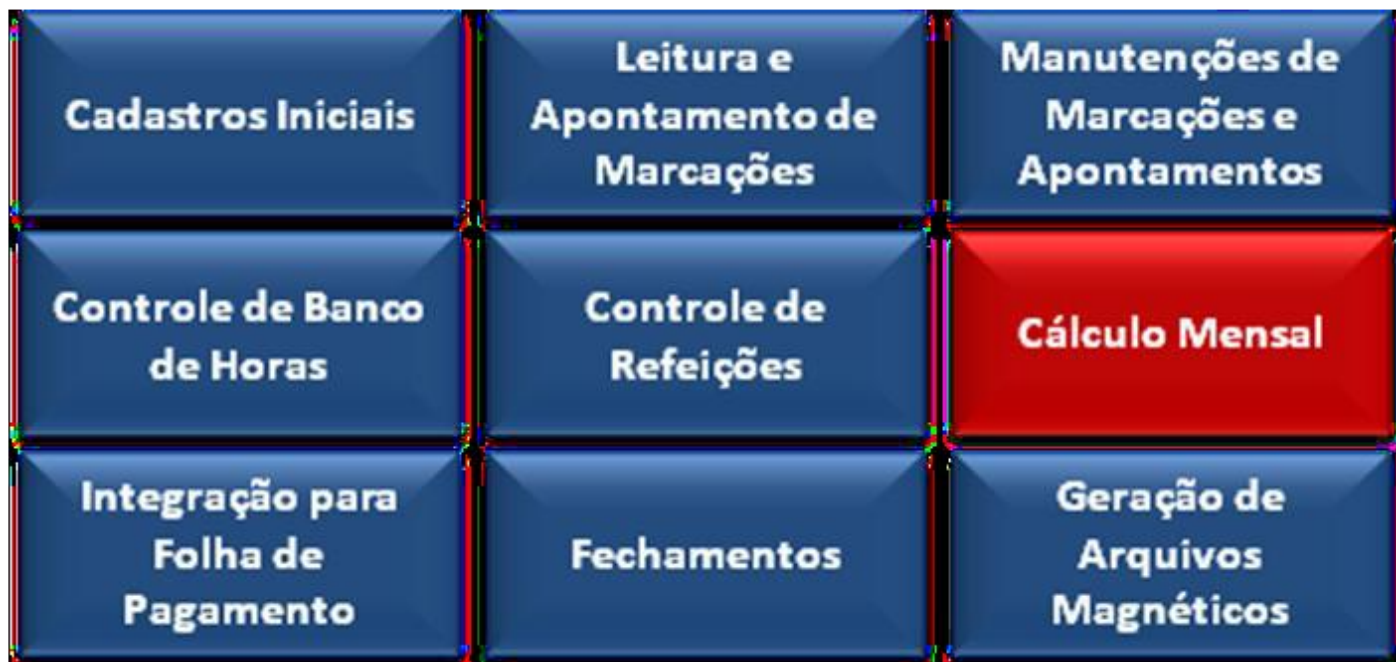 Cadastros Iniciais
Leitura e
Apontamento de
Marcações
Manutenções de
Marcações e
Apontamentos
Controle de Banco
de Horas
Controle de
Refeições
Cálculo Mensal
Integração para
Folha de
Pagamento
Fechamentos
Geração de
Arquivos
Magnéticos